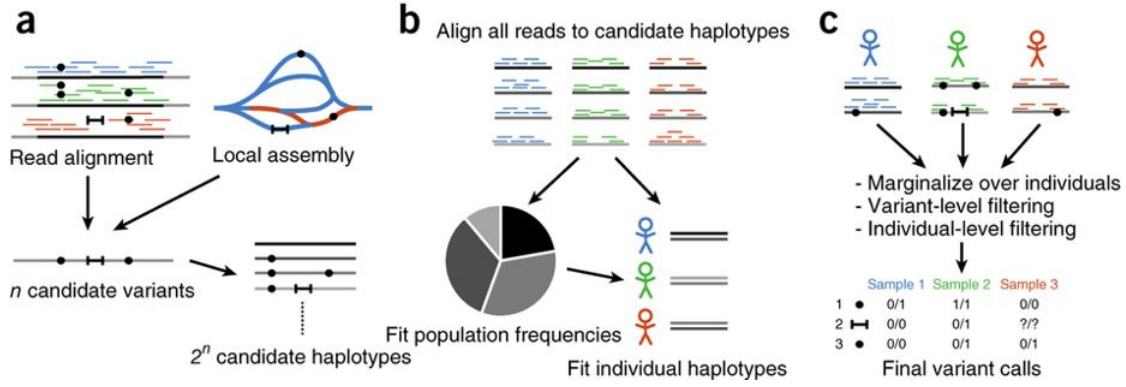 a
Read alignment
Local assembly
n candidate variants
2ⁿ candidate haplotypes
b
Align all reads to candidate haplotypes
Fit population frequencies
Fit individual haplotypes
c
- Marginalize over individuals
- Variant-level filtering
- Individual-level filtering
Sample 1 Sample 2 Sample 3
1 0/1 1/1 0/0
2 0/0 0/1 ?/?
3 0/0 0/1 0/1
Final variant calls